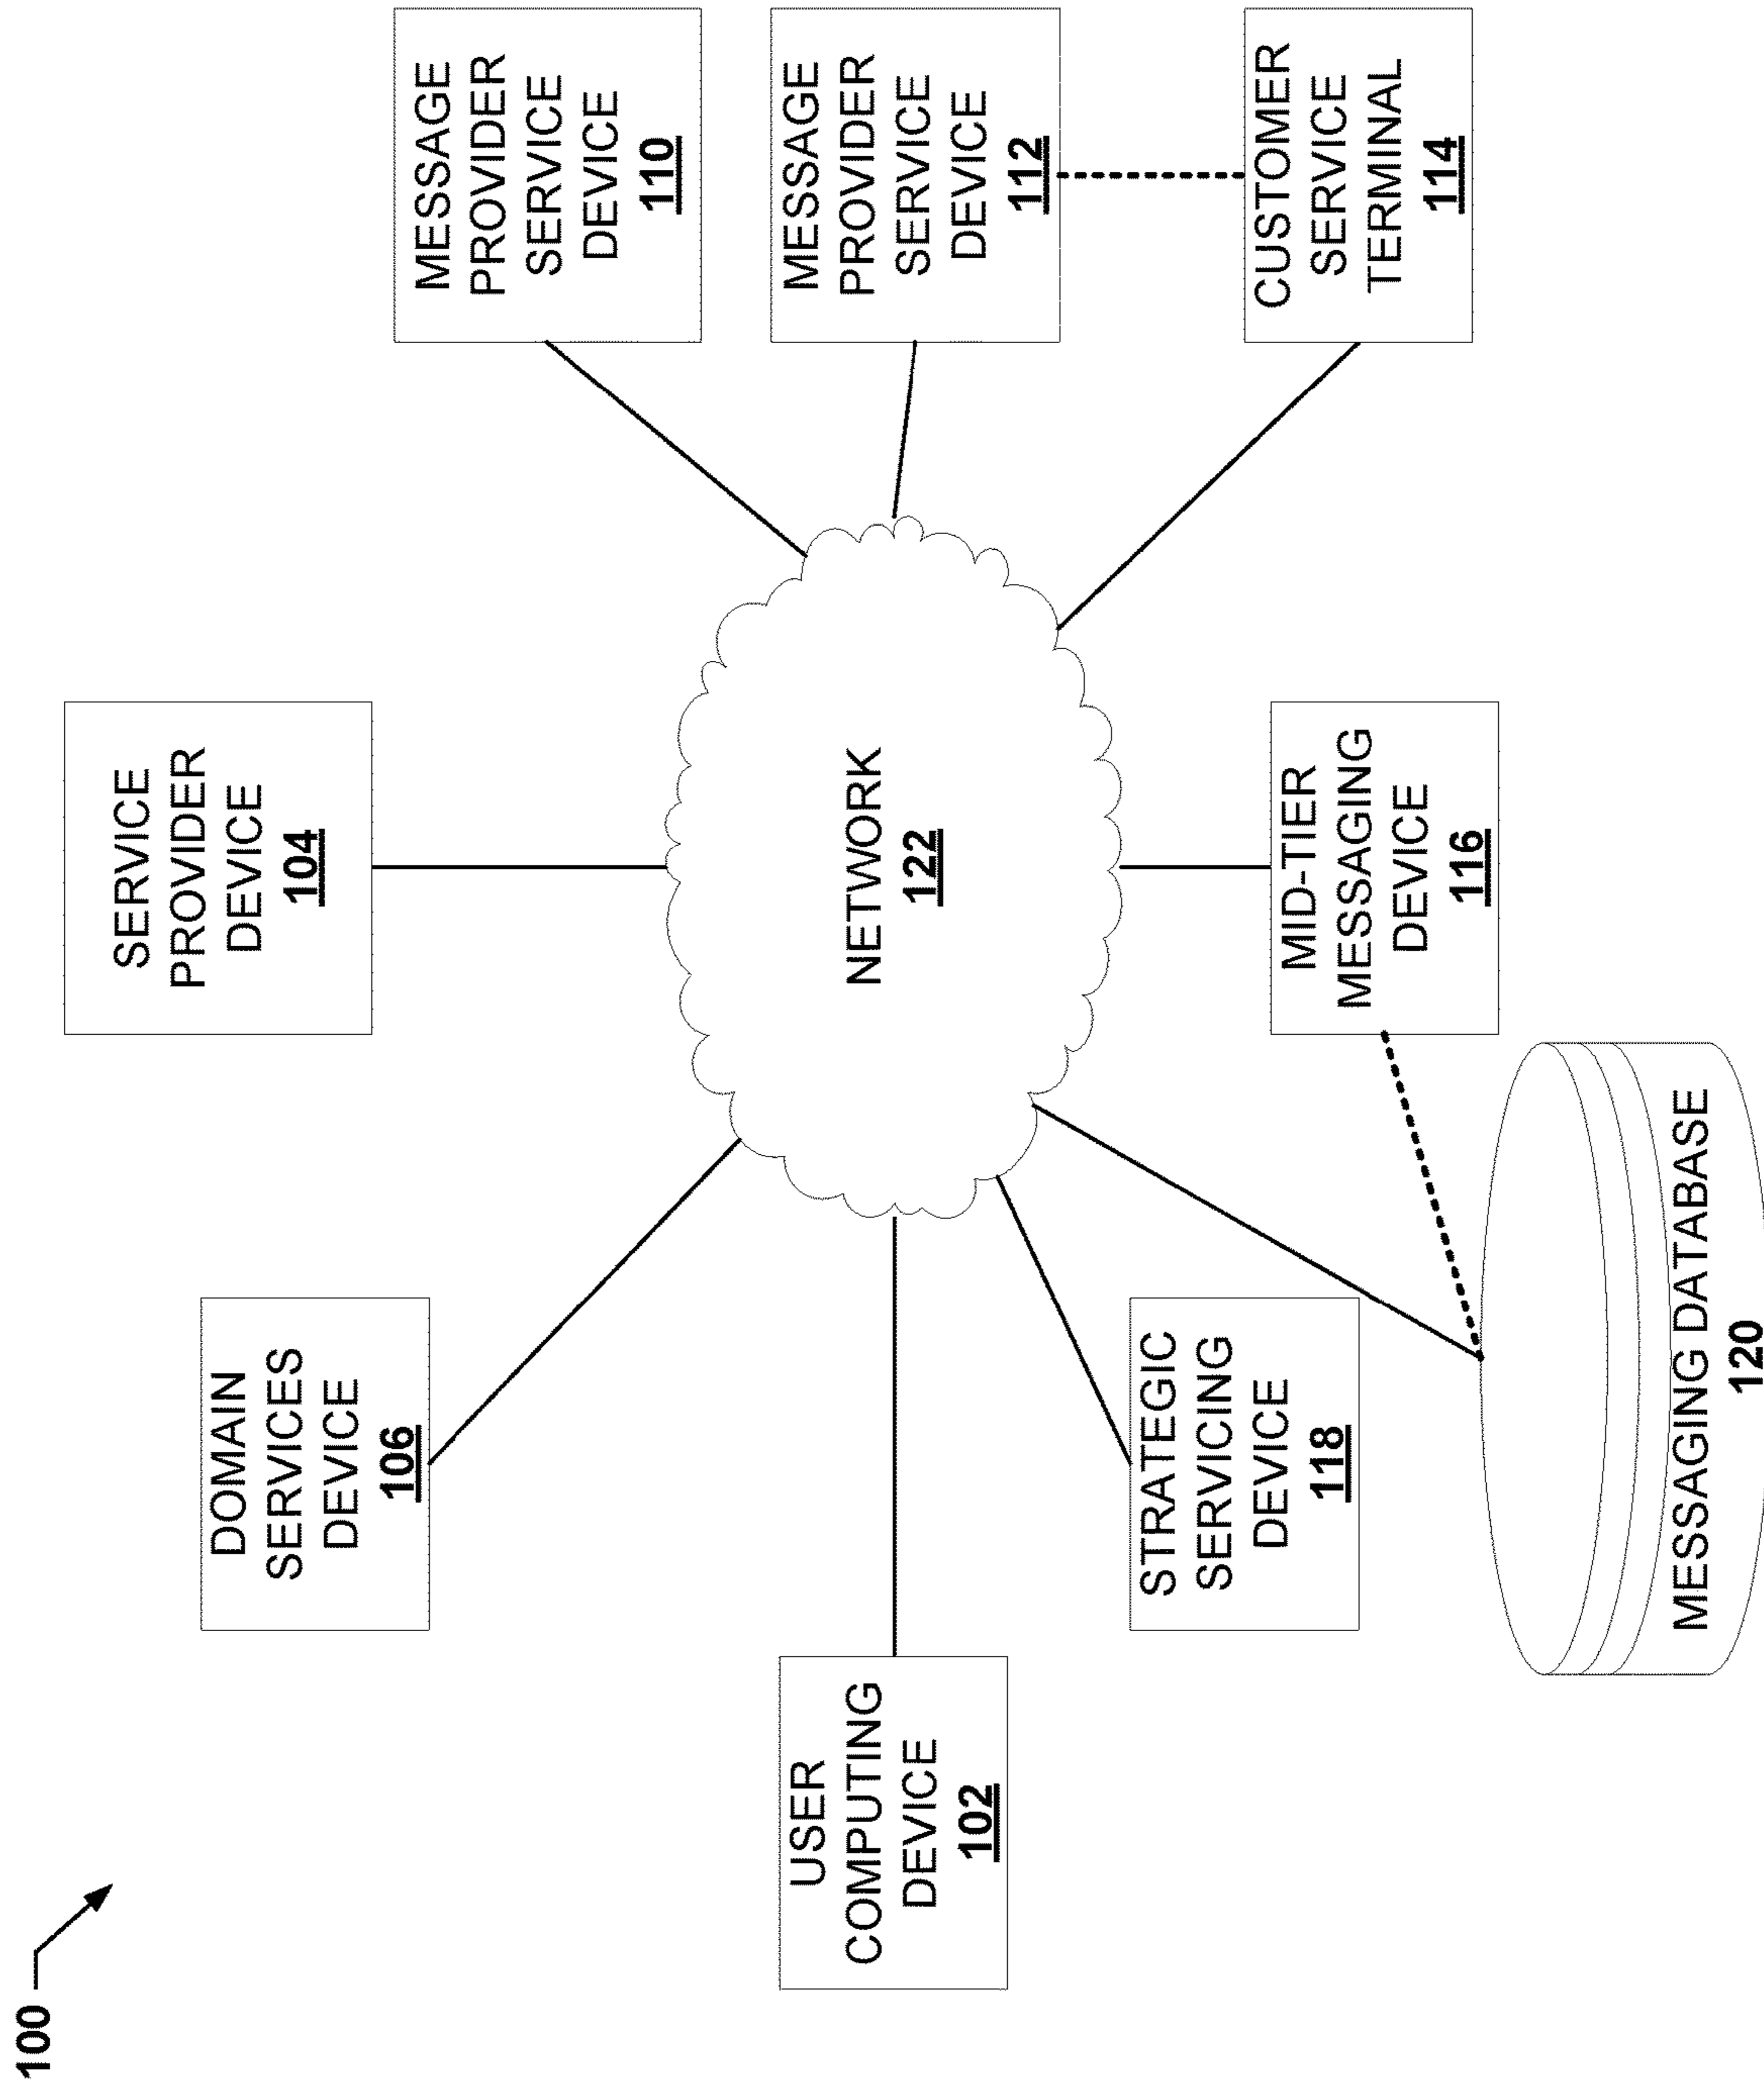 100
SERVICE
PROVIDER
DEVICE
104
DOMAIN
SERVICES
DEVICE
106
MESSAGE
PROVIDER
SERVICE
DEVICE
110
USER
COMPUTING
DEVICE
102
NETWORK
122
MESSAGE
PROVIDER
SERVICE
DEVICE
112
STRATEGIC
SERVICING
DEVICE
118
MID-TIER
MESSAGING
DEVICE
116
CUSTOMER
SERVICE
TERMINAL
114
MESSAGING DATABASE
120